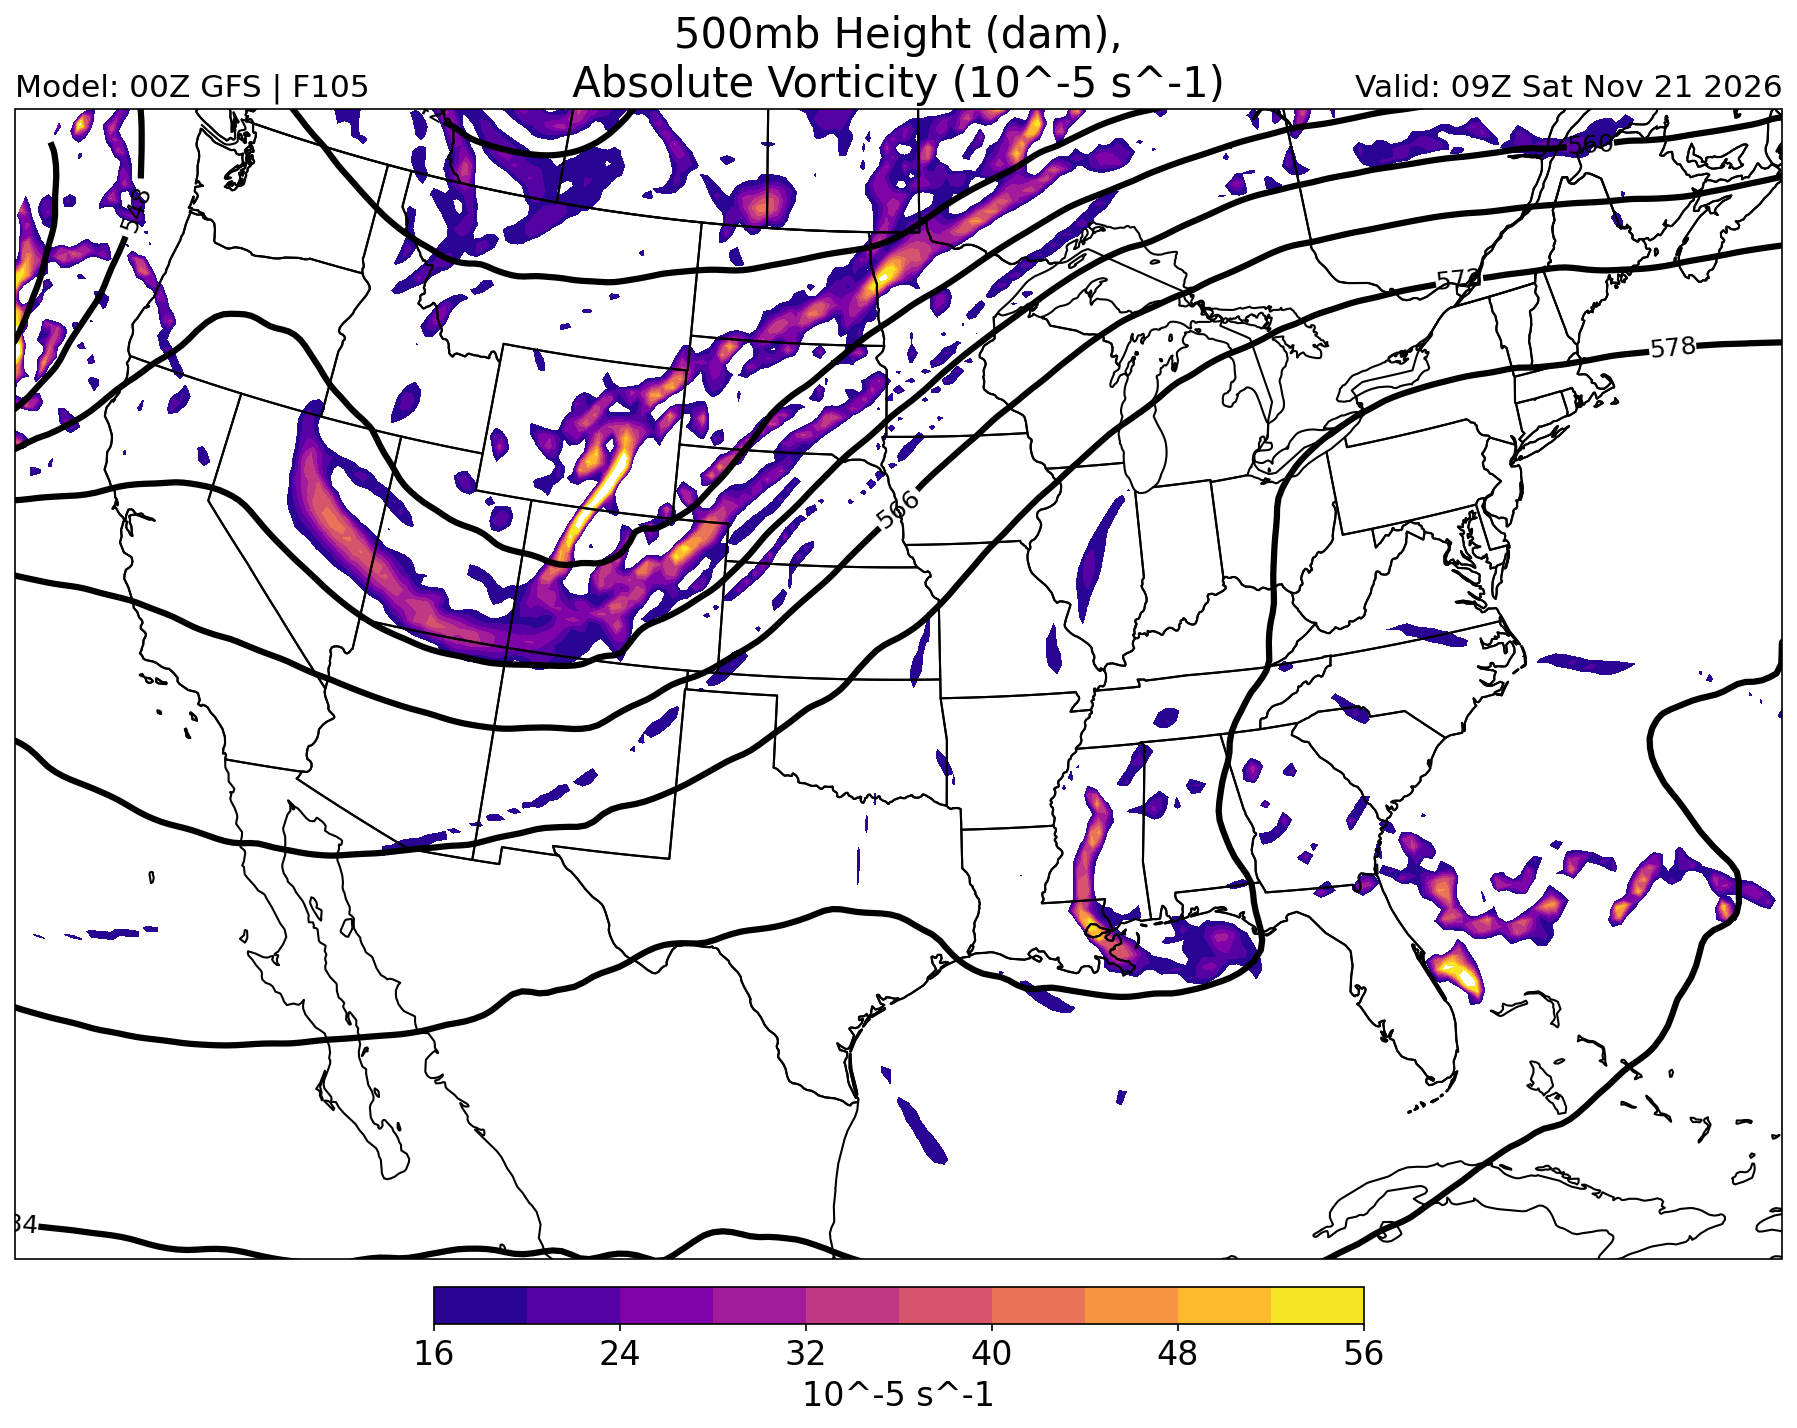 500mb Height (dam),
Absolute Vorticity (10^-5 s^-1)
Model: 00Z GFS | F105
Valid: 09Z Sat Nov 21 2026
560
548
572
578
566
34
16 24 32 40 48 56
10^-5 s^-1